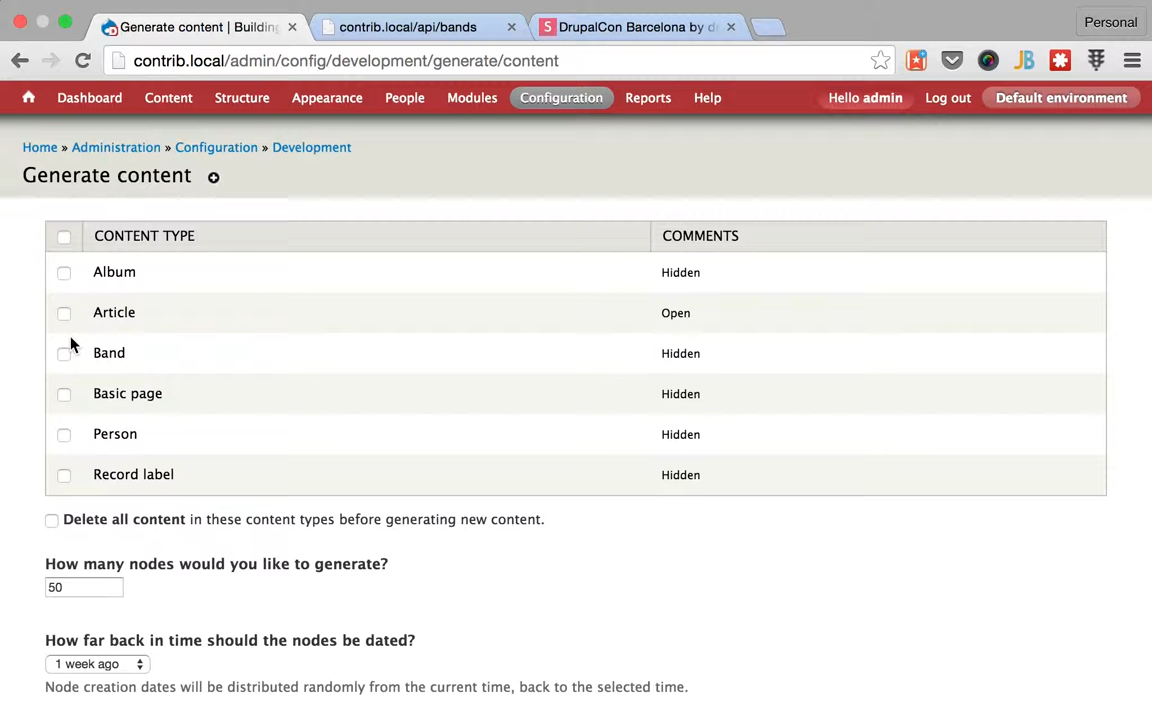 Generate content | Building
contrib.local/api/bands
DrupalCon Barcelona by d
Personal
contrib.local/admin/config/development/generate/content
JB
Dashboard Content Structure Appearance People Modules Configuration Reports Help Hello admin Log out Default environment
Home » Administration » Configuration » Development
Generate content
CONTENT TYPE COMMENTS
Album Hidden
Article Open
Band Hidden
Basic page Hidden
Person Hidden
Record label Hidden
Delete all content in these content types before generating new content.
How many nodes would you like to generate?
50
How far back in time should the nodes be dated?
1 week ago
Node creation dates will be distributed randomly from the current time, back to the selected time.